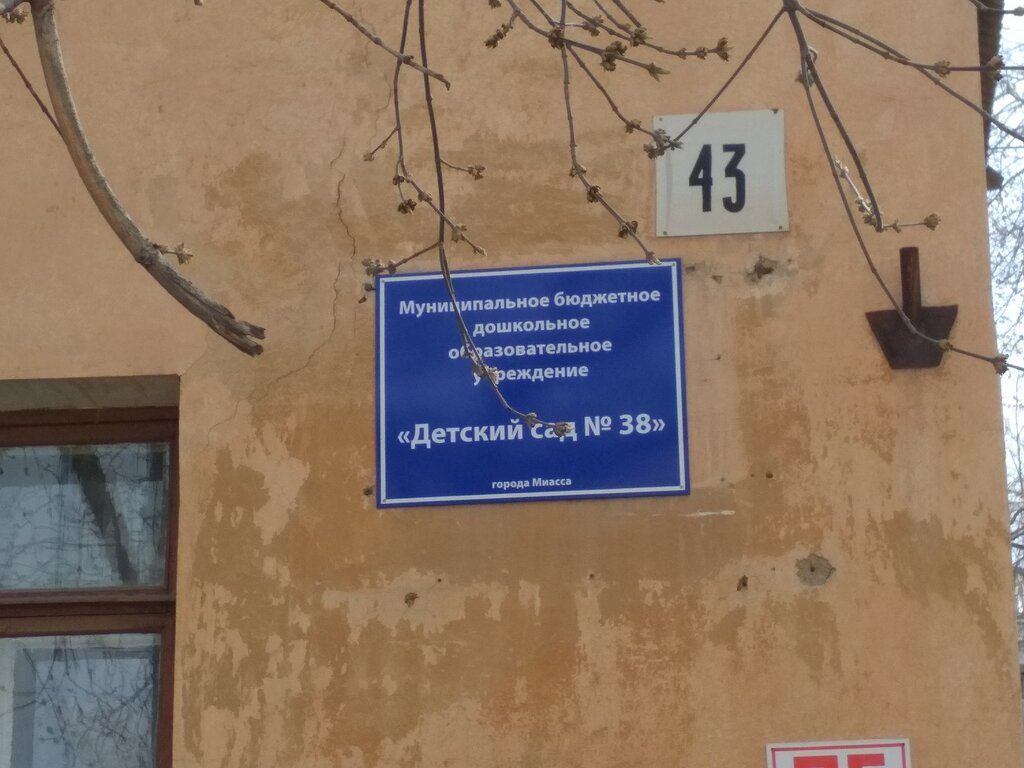 43
Муниципальное бюджетное
дошкольное
образовательное
учреждение
«Детский сад № 38»
города Миасса